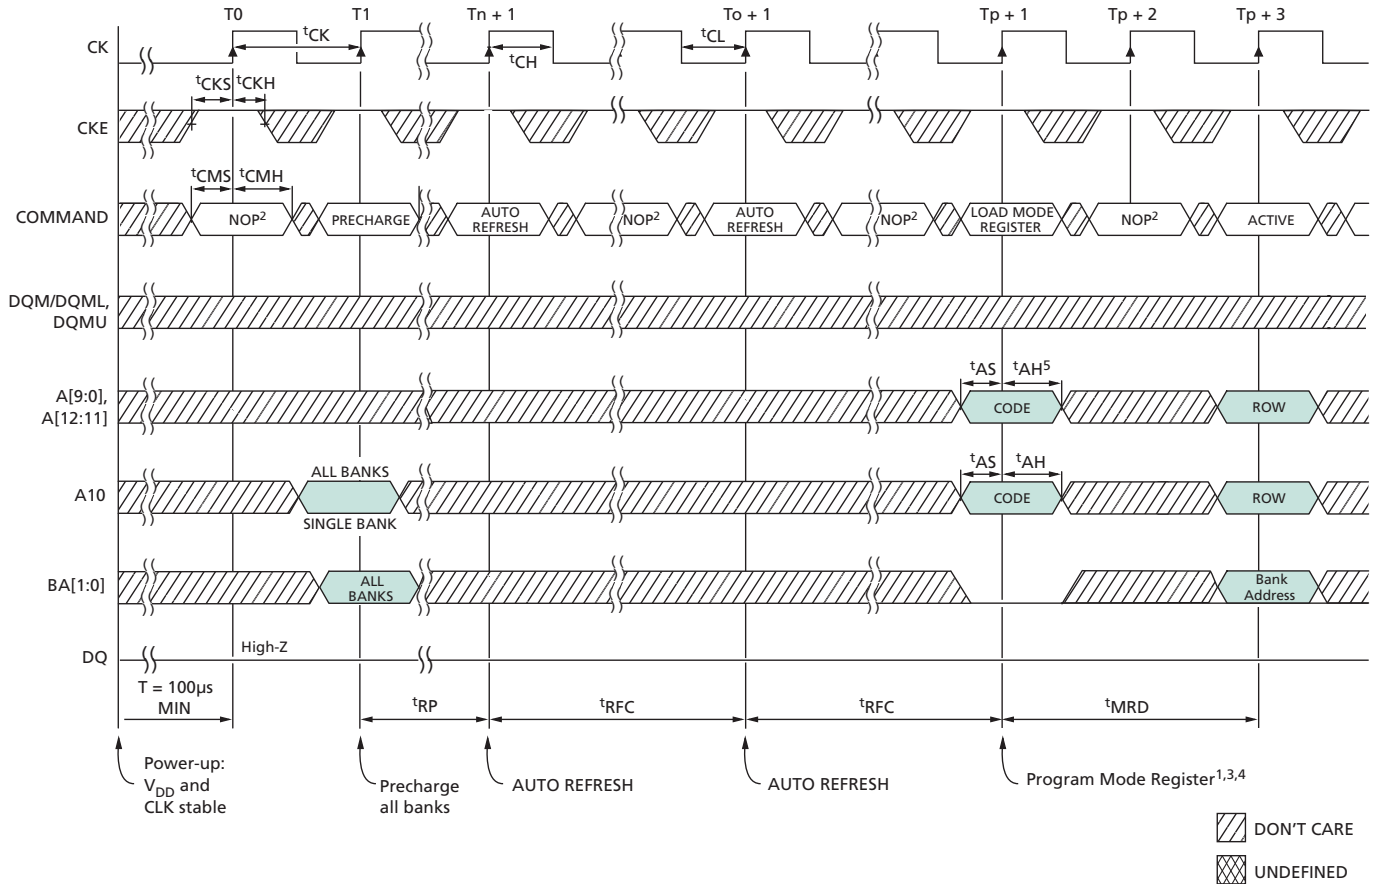 T0 T1 Tn + 1 To + 1 Tp + 1 Tp + 2 Tp + 3
CK tCK tCH tCL
tCKS tCKH
CKE
tCMS tCMH
COMMAND NOP2 PRECHARGE AUTO REFRESH NOP2 AUTO REFRESH NOP2 LOAD MODE REGISTER NOP2 ACTIVE
DQM/DQML,
DQMU
tAS tAH5
A[9:0],
A[12:11] CODE ROW
ALL BANKS tAS tAH
A10 CODE ROW
SINGLE BANK
BA[1:0] ALL BANKS Bank Address
DQ High-Z
T = 100µs
MIN tRP tRFC tRFC tMRD
Power-up:
VDD and
CLK stable
Precharge
all banks
AUTO REFRESH
AUTO REFRESH
Program Mode Register1,3,4
DON'T CARE
UNDEFINED